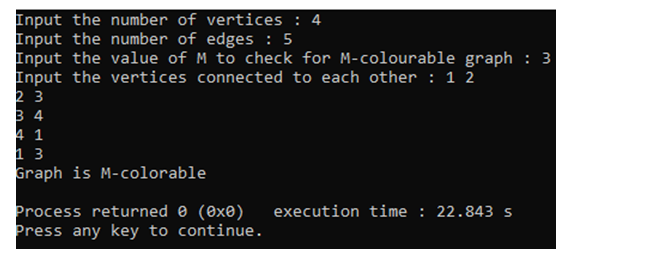 Input the number of vertices : 4
Input the number of edges : 5
Input the value of M to check for M-colourable graph : 3
Input the vertices connected to each other : 1 2
2 3
3 4
4 1
1 3
Graph is M-colorable
Process returned 0 (0x0)   execution time : 22.843 s
Press any key to continue.